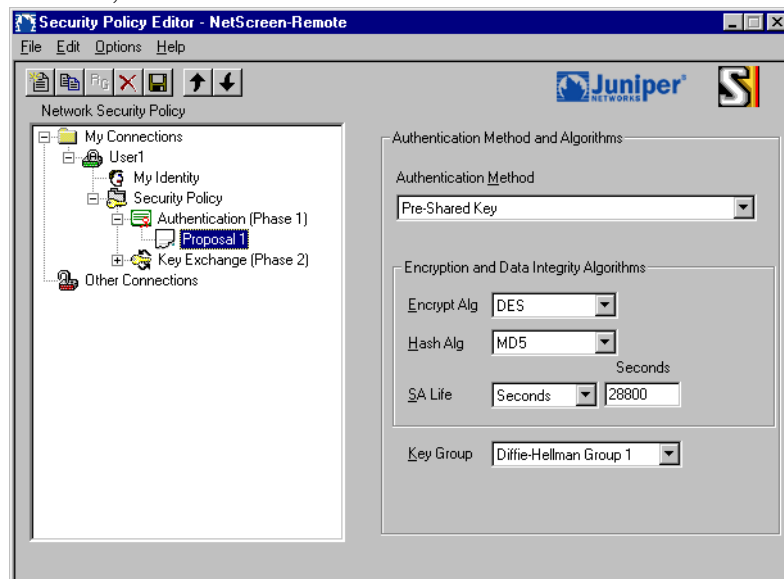 Security Policy Editor - NetScreen-Remote
File Edit Options Help
Juniper
NETWORKS
Network Security Policy
My Connections
User1
My Identity
Security Policy
Authentication (Phase 1)
Proposal 1
Key Exchange (Phase 2)
Other Connections
Authentication Method and Algorithms
Authentication Method
Pre-Shared Key
Encryption and Data Integrity Algorithms
Encrypt Alg DES
Hash Alg MD5
Seconds
SA Life Seconds 28800
Key Group Diffie-Hellman Group 1